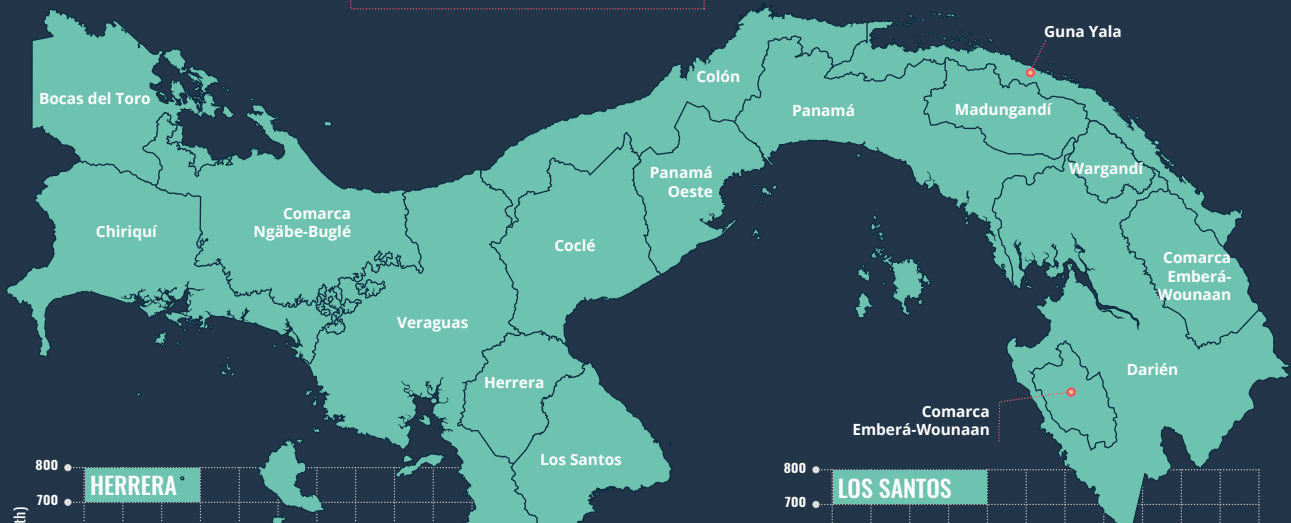 Guna Yala
Colón
Bocas del Toro
Panamá
Madungandí
Wargandí
Panamá
Oeste
Comarca
Ngäbe-Buglé
Chiriquí
Coclé
Comarca
Emberá-
Wounaan
Veraguas
Herrera
Darién
Comarca
Emberá-Wounaan
Los Santos
800
HERRERA
700
th)
800
LOS SANTOS
700